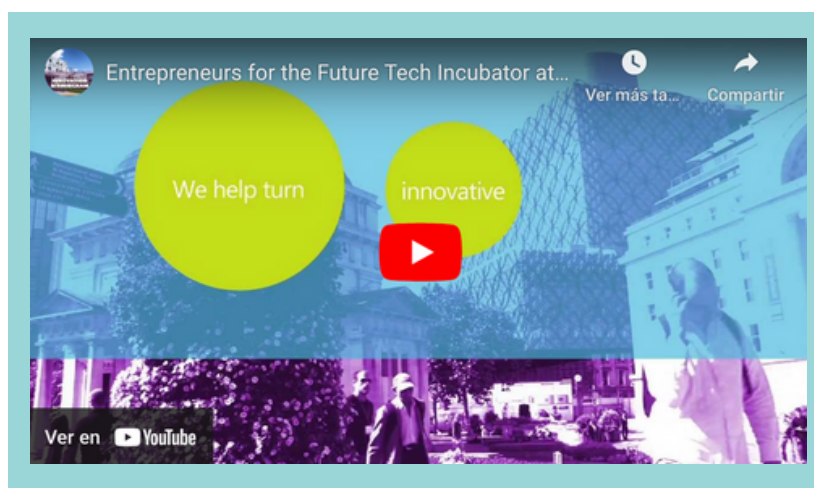 Entrepreneurs for the Future Tech Incubator at...
Ver más ta...
Compartir
We help turn
innovative
Ver en YouTube